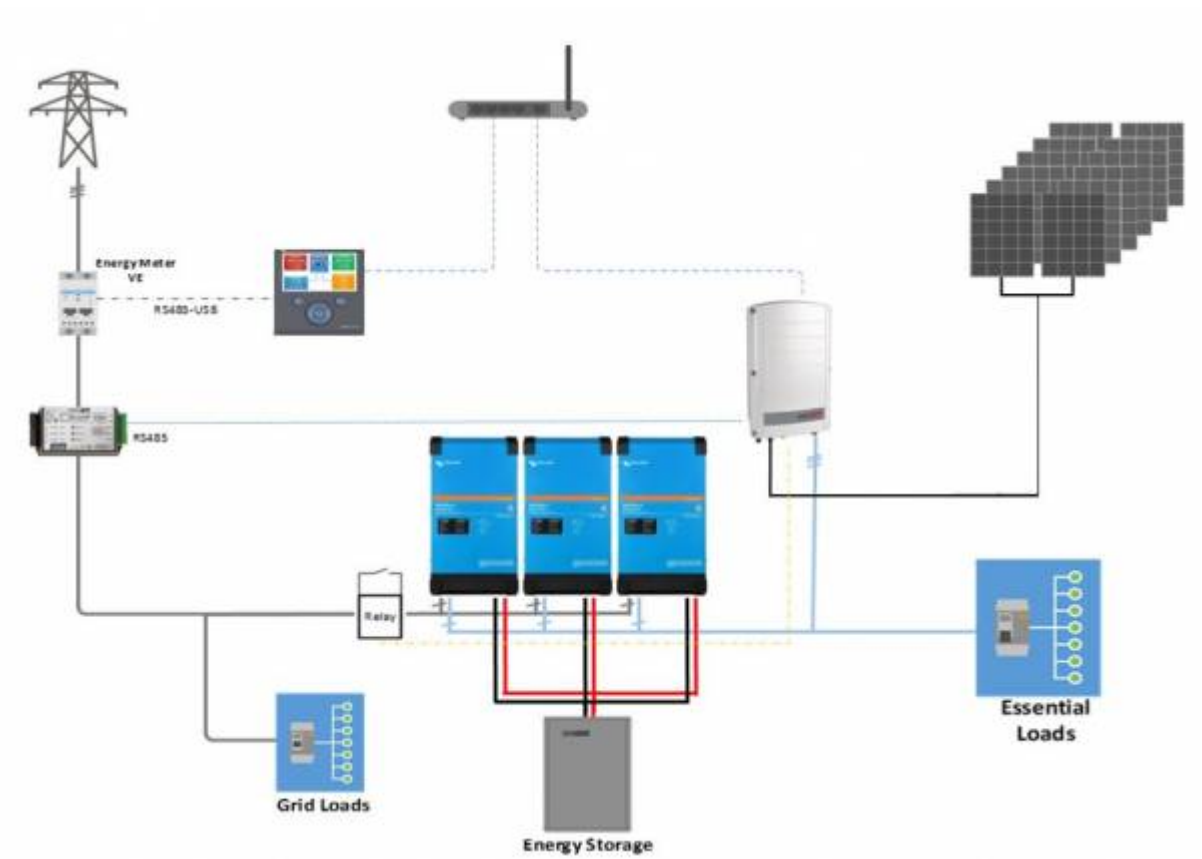 Energy Meter
VE
RS485-USB
RS485
Relay
Essential
Loads
Grid Loads
Energy Storage